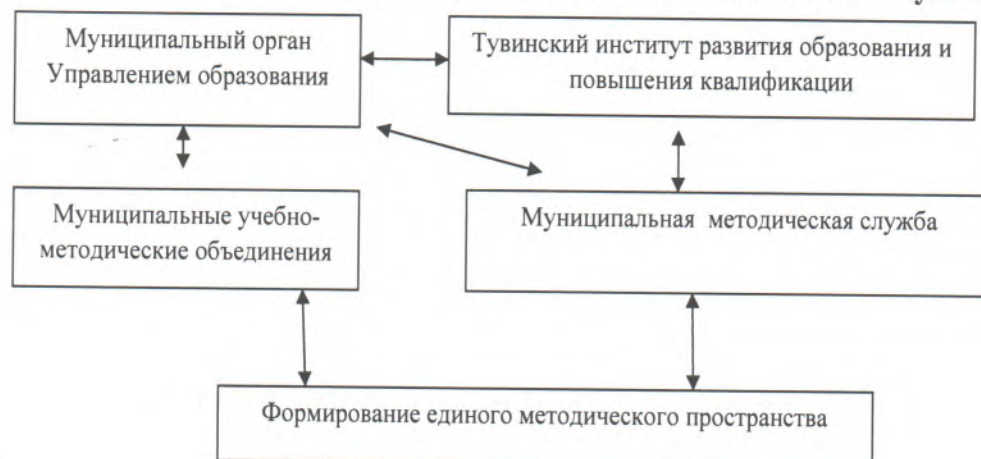 Муниципальный орган
Управлением образования
Тувинский институт развития образования и
повышения квалификации
Муниципальные учебно-
методические объединения
Муниципальная методическая служба
Формирование единого методического пространства